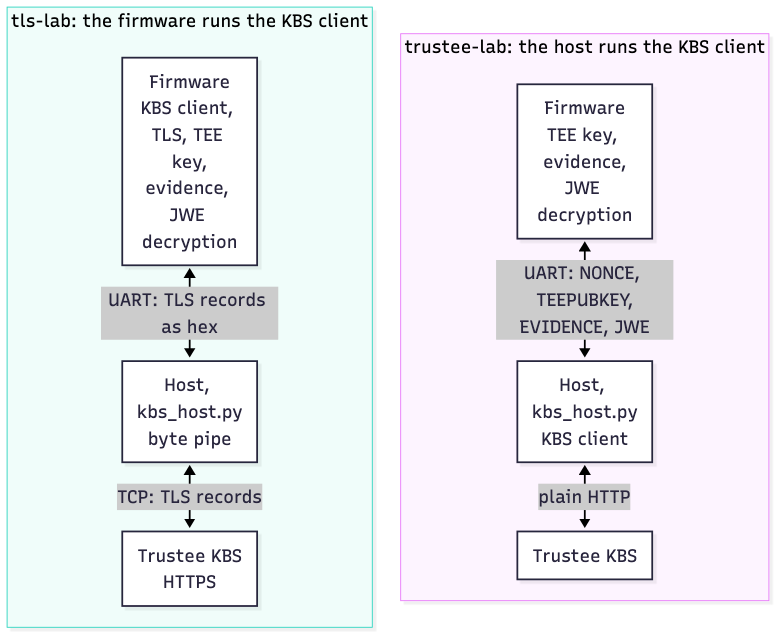 tls-lab: the firmware runs the KBS client
Firmware
KBS client,
TLS, TEE
key,
evidence,
JWE
decryption
UART: TLS records
as hex
Host,
kbs_host.py
byte pipe
TCP: TLS records
Trustee KBS
HTTPS
trustee-lab: the host runs the KBS client
Firmware
TEE key,
evidence,
JWE
decryption
UART: NONCE,
TEEPUBKEY,
EVIDENCE, JWE
Host,
kbs_host.py
KBS client
plain HTTP
Trustee KBS